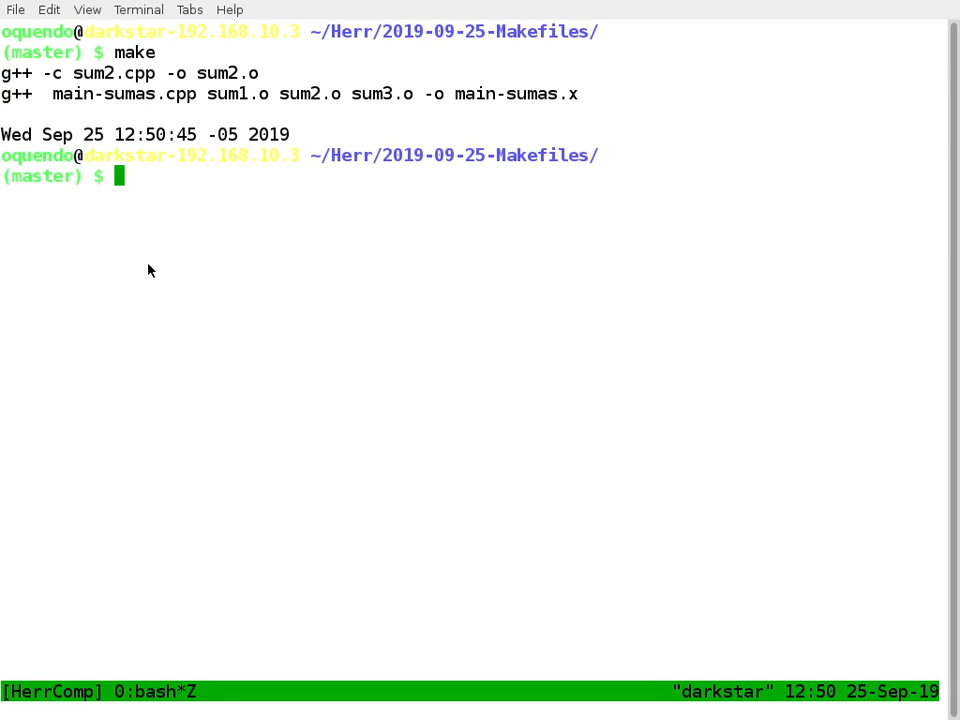 File Edit View Terminal Tabs Help
oquendo@darkstar-192.168.10.3 ~/Herr/2019-09-25-Makefiles/
(master) $ make
g++ -c sum2.cpp -o sum2.o
g++  main-sumas.cpp sum1.o sum2.o sum3.o -o main-sumas.x
Wed Sep 25 12:50:45 -05 2019
oquendo@darkstar-192.168.10.3 ~/Herr/2019-09-25-Makefiles/
(master) $
[HerrComp] 0:bash*Z "darkstar" 12:50 25-Sep-19